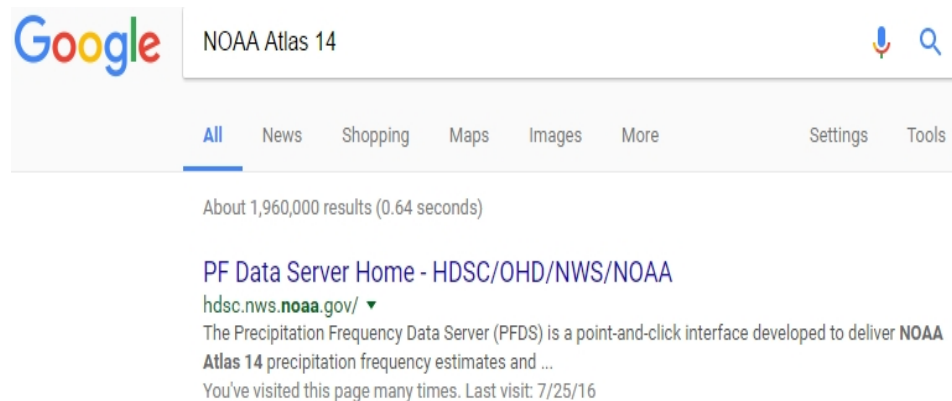 Google NOAA Atlas 14
All News Shopping Maps Images More Settings Tools
About 1,960,000 results (0.64 seconds)
PF Data Server Home - HDSC/OHD/NWS/NOAA
hdsc.nws.noaa.gov/ ▼
The Precipitation Frequency Data Server (PFDS) is a point-and-click interface developed to deliver NOAA
Atlas 14 precipitation frequency estimates and ...
You've visited this page many times. Last visit: 7/25/16